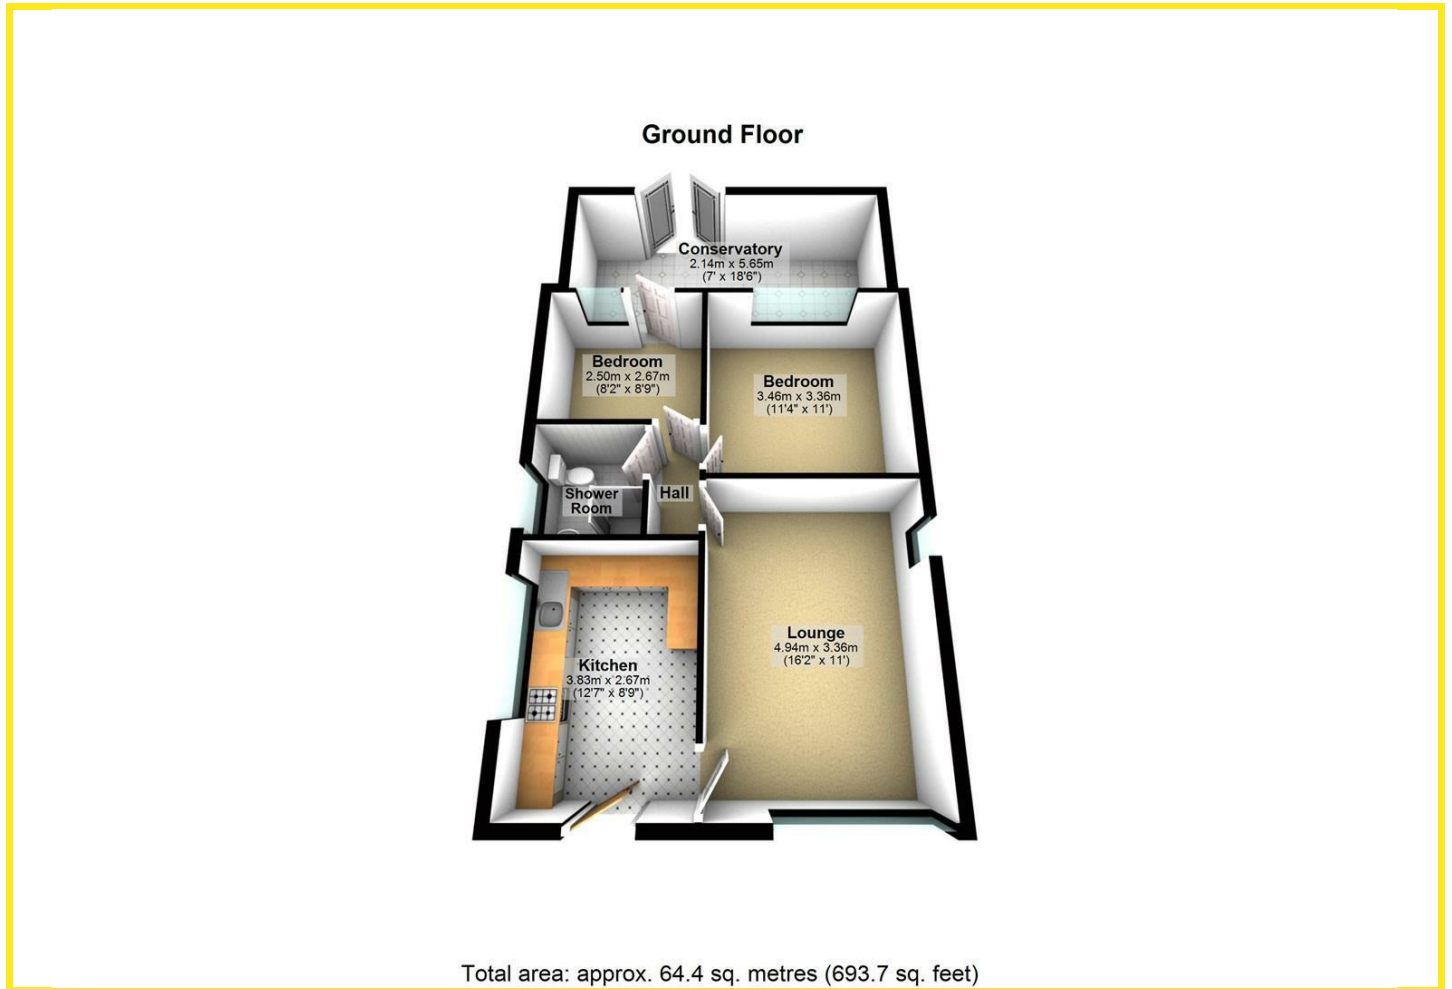 Ground Floor
Conservatory
2.14m x 5.65m
(7' x 18'6")
Bedroom
2.50m x 2.67m
(8'2" x 8'9")
Bedroom
3.46m x 3.36m
(11'4" x 11')
Shower
Room
Hall
Kitchen
3.83m x 2.67m
(12'7" x 8'9")
Lounge
4.94m x 3.36m
(16'2" x 11')
Total area: approx. 64.4 sq. metres (693.7 sq. feet)